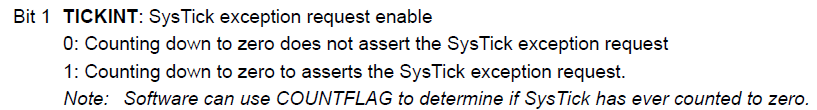 Bit 1 TICKINT: SysTick exception request enable
0: Counting down to zero does not assert the SysTick exception request
1: Counting down to zero to asserts the SysTick exception request.
Note: Software can use COUNTFLAG to determine if SysTick has ever counted to zero.